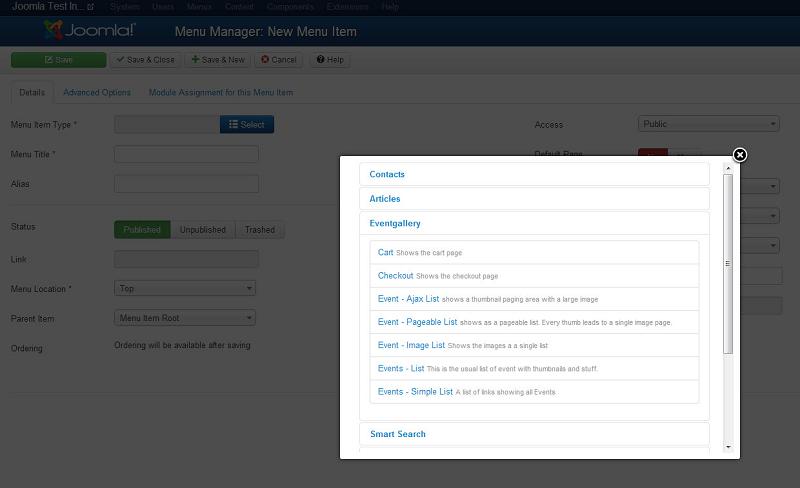 Joomla Test In... System Users Menus Content Components Extensions Help
Joomla! Menu Manager: New Menu Item
Save Save & Close Save & New Cancel Help
Details Advanced Options Module Assignment for this Menu Item
Menu Item Type * Select Access Public
Menu Title * Default Page
Alias
Status Published Unpublished Trashed
Link
Menu Location * Top
Parent Item Menu Item Root
Ordering Ordering will be available after saving
Contacts
Articles
Eventgallery
Cart Shows the cart page
Checkout Shows the checkout page
Event - Ajax List shows a thumbnail paging area with a large image
Event - Pageable List shows as a pageable list. Every thumb leads to a single image page.
Event - Image List Shows the images a a single list
Events - List This is the usual list of event with thumbnails and stuff.
Events - Simple List A list of links showing all Events.
Smart Search